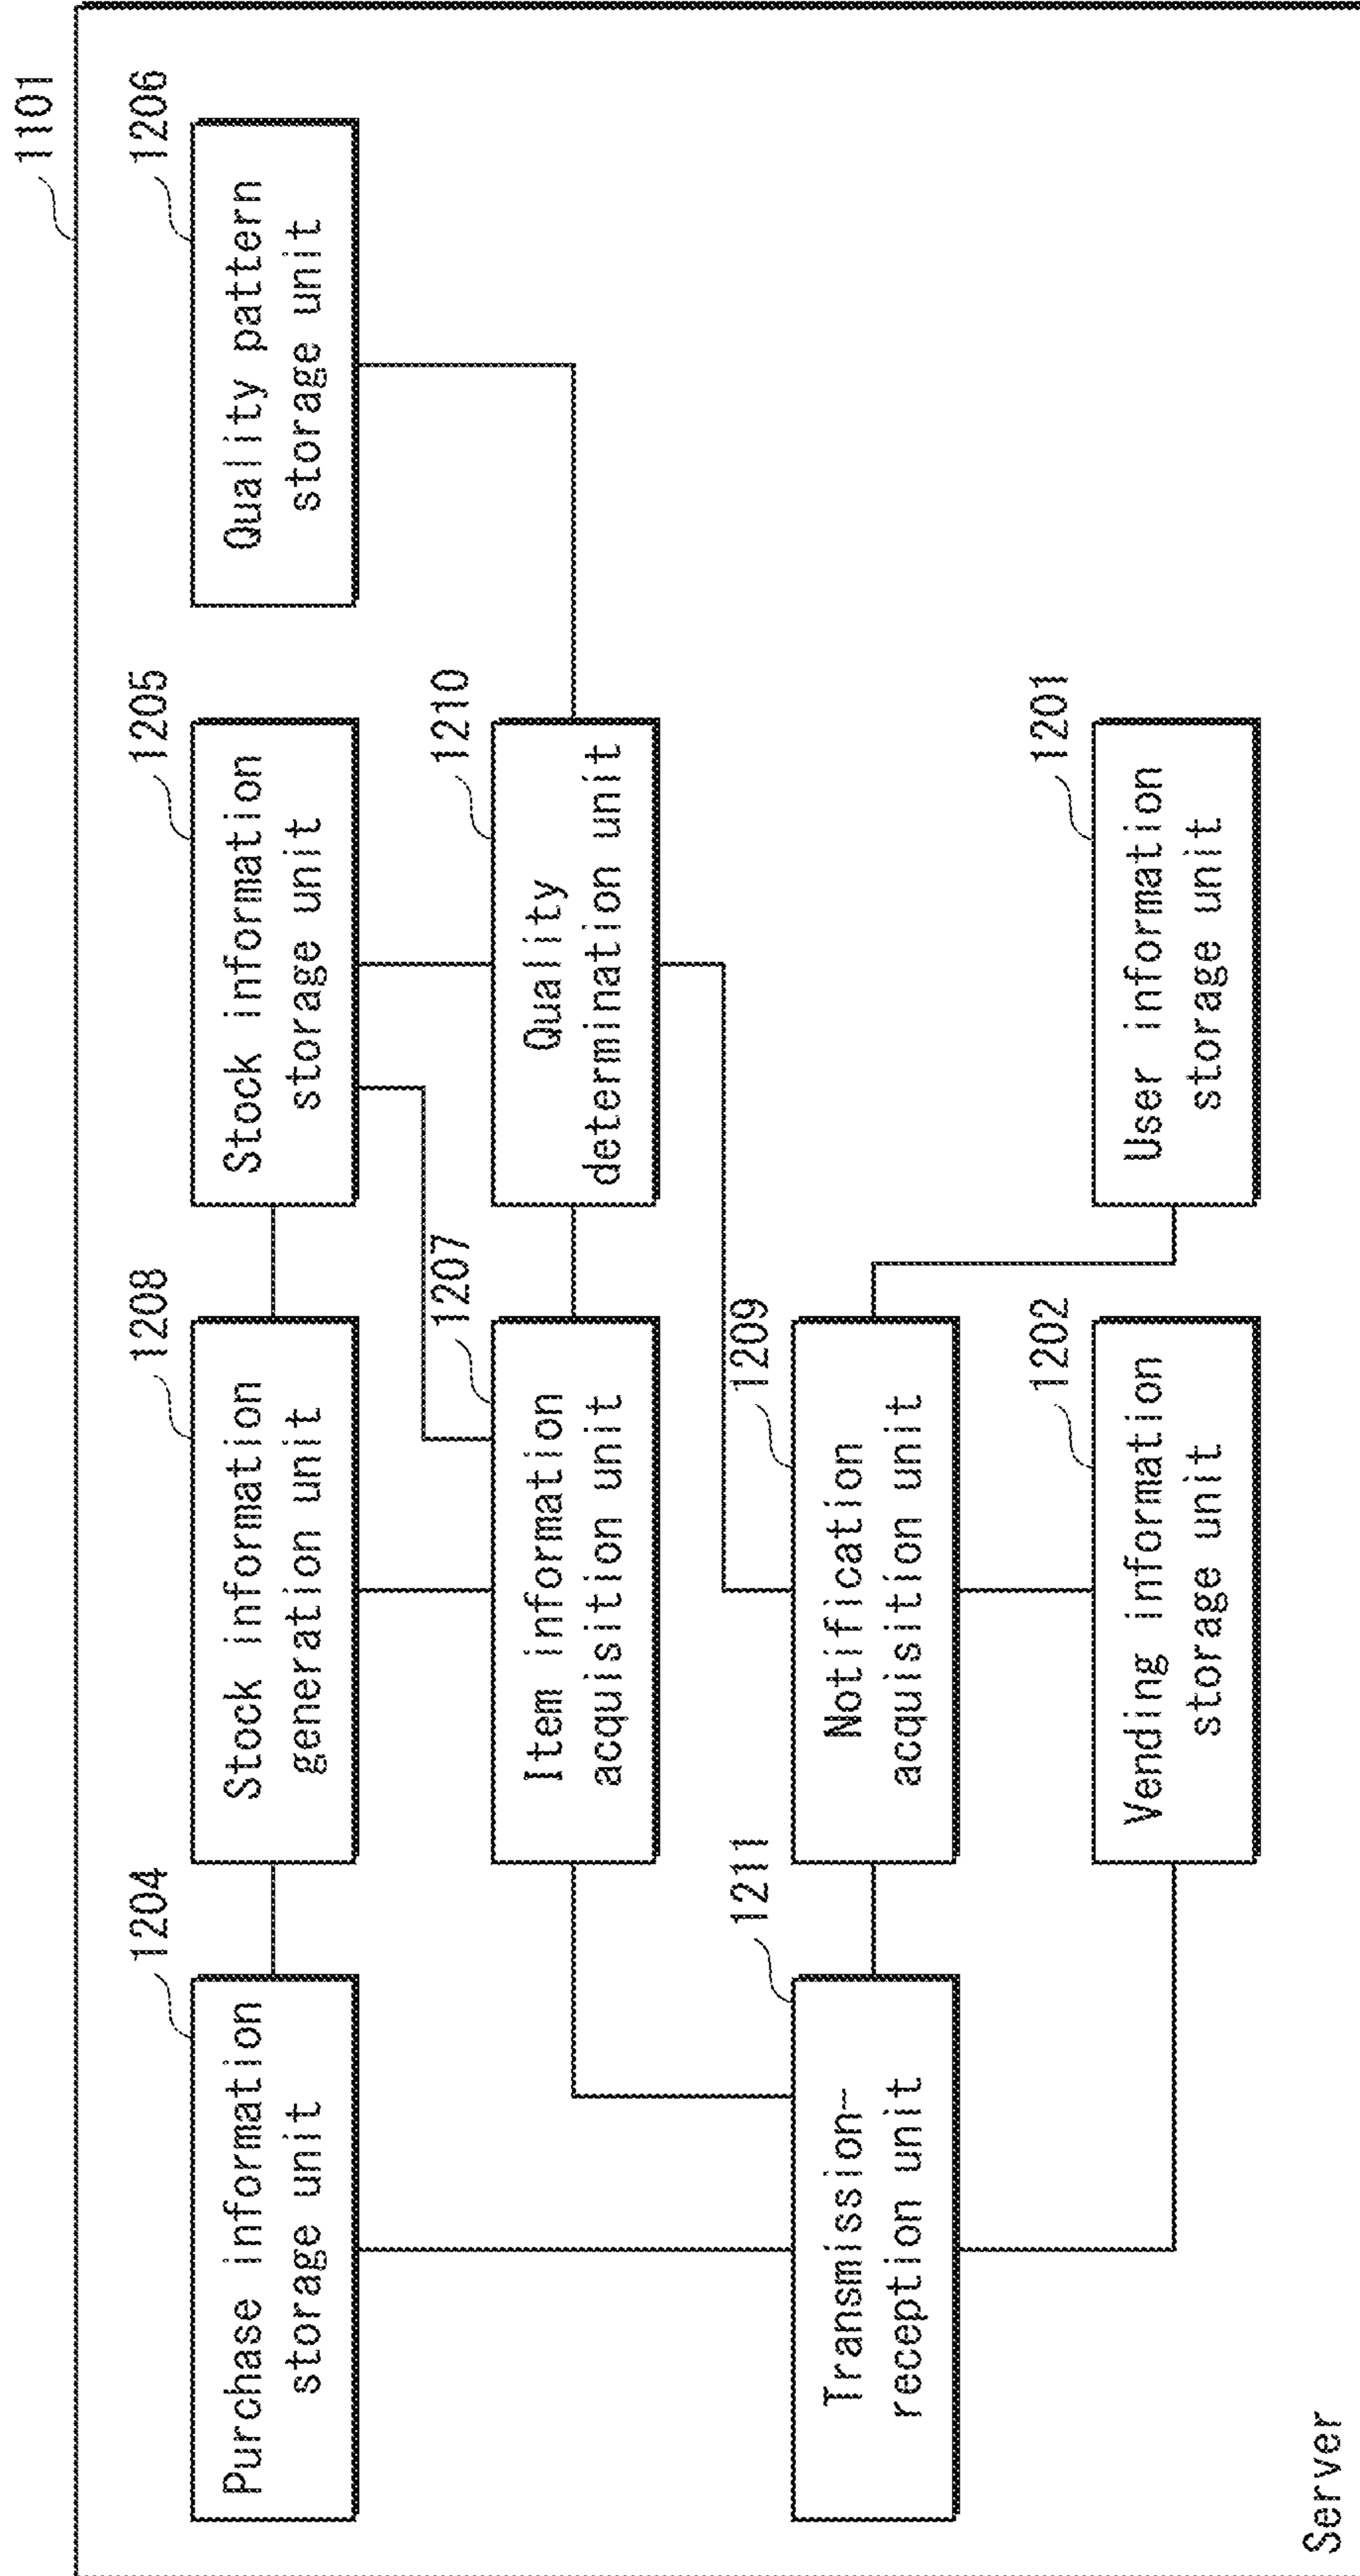 1101
1204
Purchase information
storage unit
1208
Stock information
generation unit
1205
Stock information
storage unit
1206
Quality pattern
storage unit
1207
Item information
acquisition unit
1210
Quality
determination unit
1211
Transmission-
reception unit
1209
Notification
acquisition unit
1202
Vending information
storage unit
1201
User information
storage unit
Server